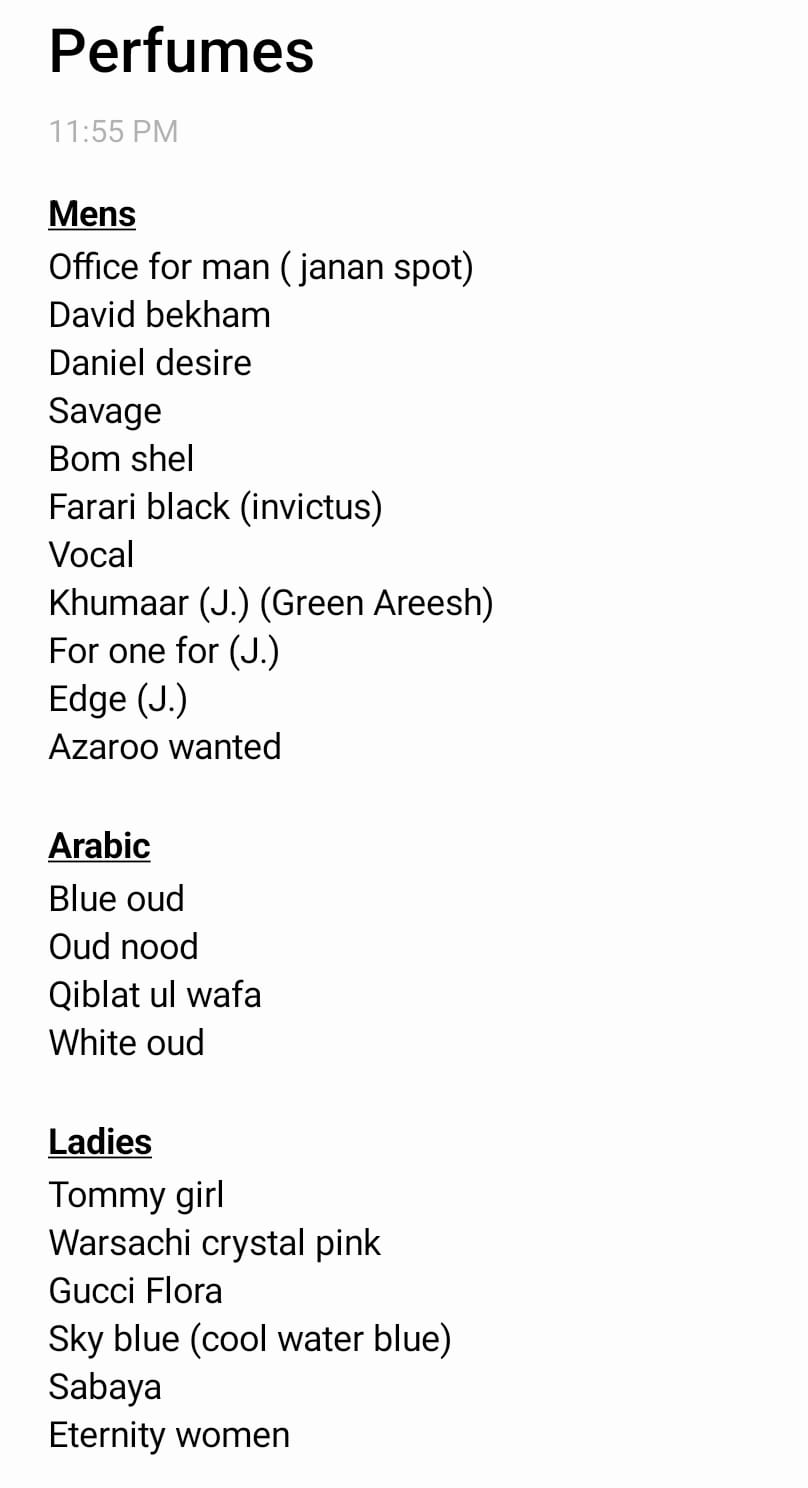 Perfumes
11:55 PM
Mens
Office for man ( janan spot)
David bekham
Daniel desire
Savage
Bom shel
Farari black (invictus)
Vocal
Khumaar (J.) (Green Areesh)
For one for (J.)
Edge (J.)
Azaroo wanted
Arabic
Blue oud
Oud nood
Qiblat ul wafa
White oud
Ladies
Tommy girl
Warsachi crystal pink
Gucci Flora
Sky blue (cool water blue)
Sabaya
Eternity women